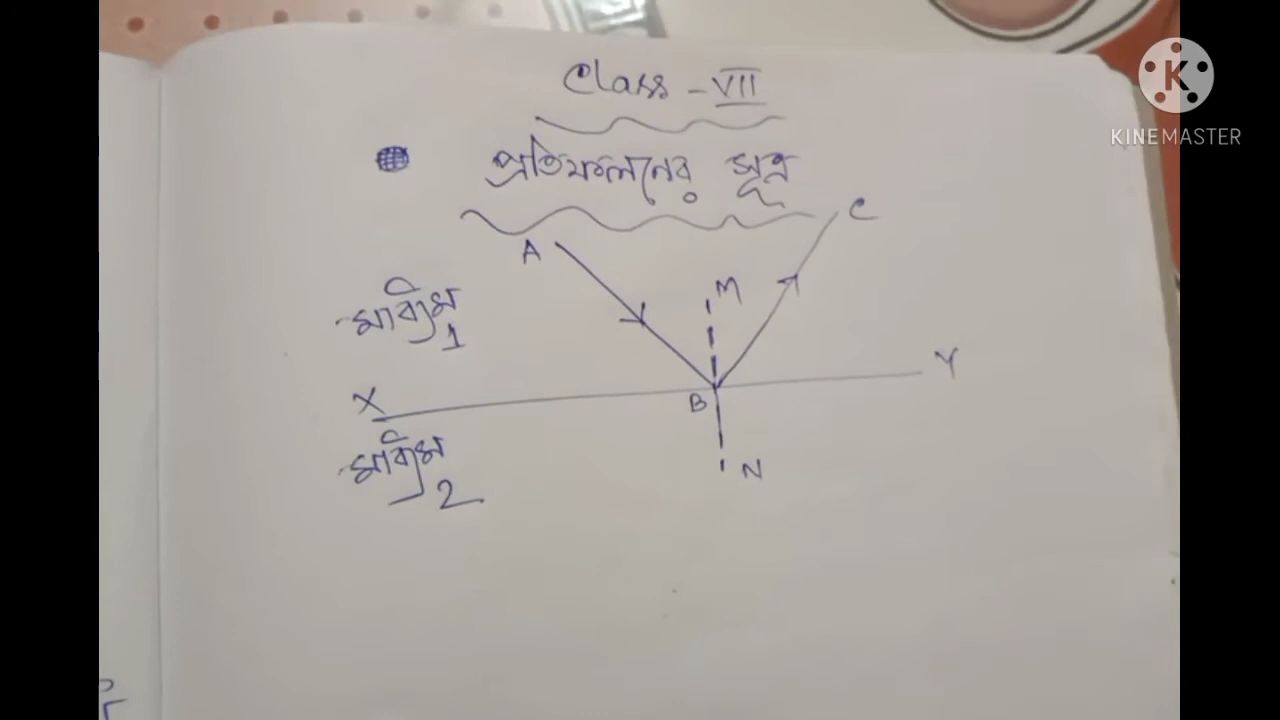 Class - VII
প্রতিফলনের সূত্র
A
C
M
মাধ্যম 1
X
Y
B
মাধ্যম 2
N
K
KINEMASTER